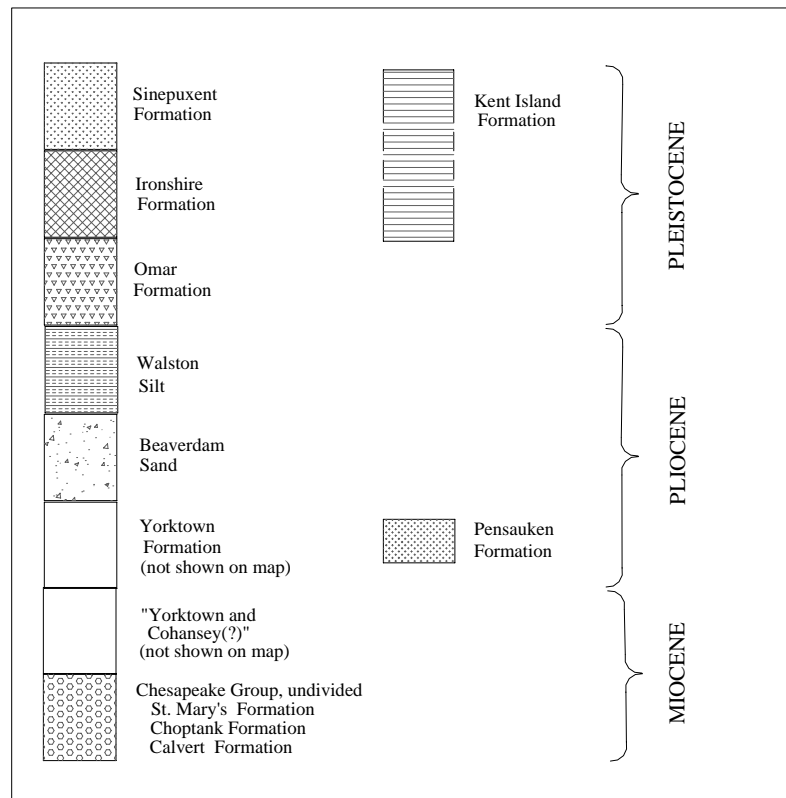 Sinepuxent
Formation
Ironshire
Formation
Omar
Formation
Walston
Silt
Beaverdam
Sand
Yorktown
Formation
(not shown on map)
"Yorktown and
Cohansey(?)"
(not shown on map)
Chesapeake Group, undivided
St. Mary's Formation
Choptank Formation
Calvert Formation
Kent Island
Formation
Pensauken
Formation
PLEISTOCENE
PLIOCENE
MIOCENE